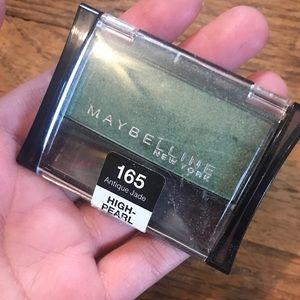 MAYBELLINE
NEW YORK
165
Antique Jade
HIGH-
PEARL